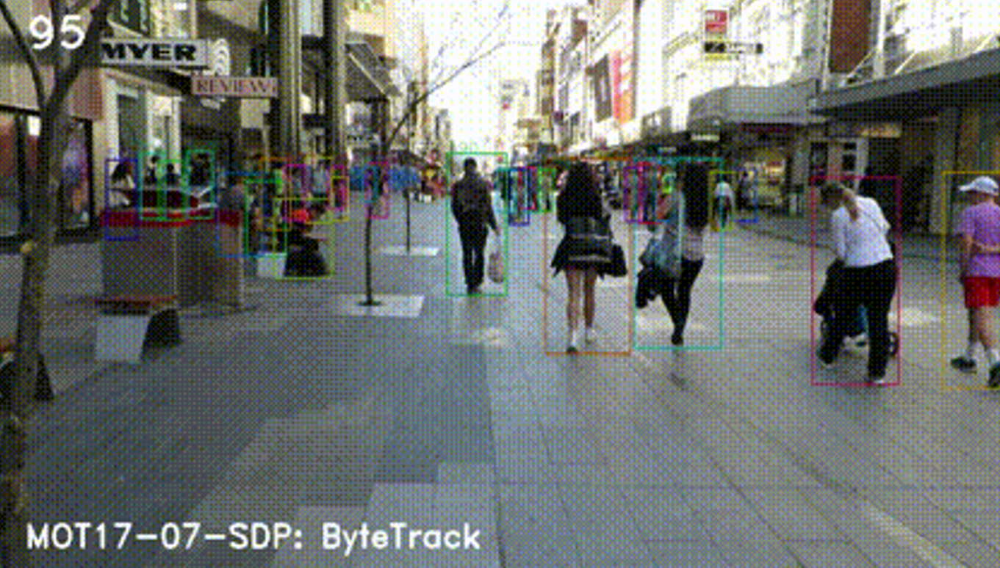 95
MYER
REVIEW
MOT17-07-SDP: ByteTrack